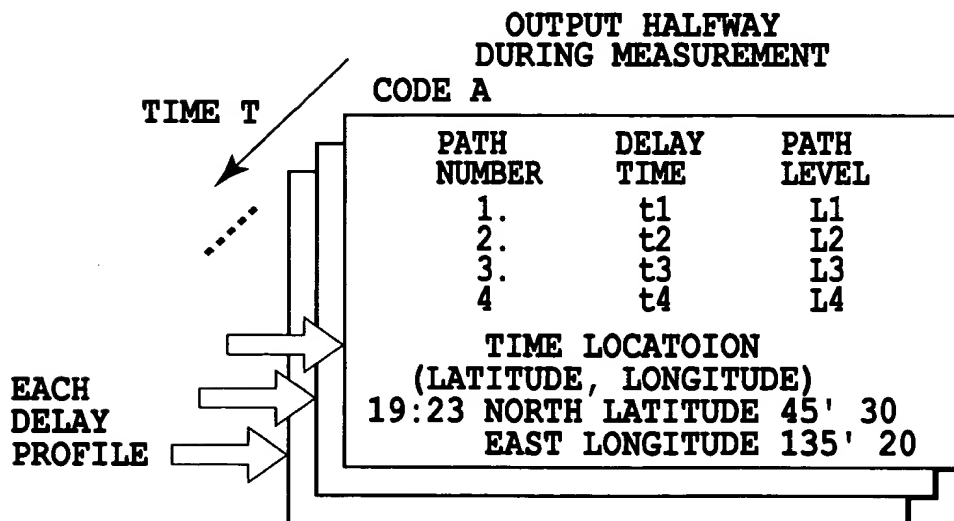 OUTPUT HALFWAY
DURING MEASUREMENT
TIME T
CODE A
PATH NUMBER DELAY TIME PATH LEVEL
1. t1 L1
2. t2 L2
3. t3 L3
4 t4 L4
TIME LOCATOION
(LATITUDE, LONGITUDE)
19:23 NORTH LATITUDE 45' 30
EAST LONGITUDE 135' 20
EACH
DELAY
PROFILE